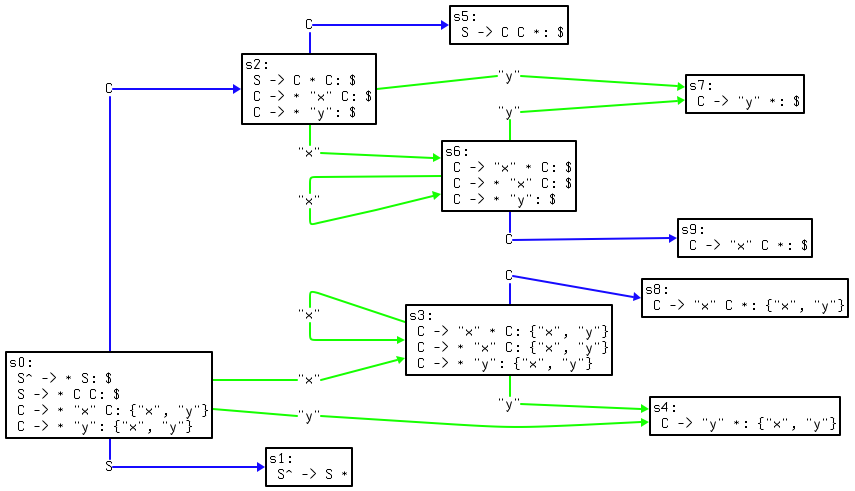 s5:
S -> C C *: $
C
s2:
S -> C * C: $
C -> * "x" C: $
C -> * "y": $
"y"
s7:
C -> "y" *: $
C
"y"
"x"
s6:
C -> "x" * C: $
C -> * "x" C: $
C -> * "y": $
"x"
s9:
C -> "x" C *: $
C
C
s8:
C -> "x" C *: {"x", "y"}
"x"
s3:
C -> "x" * C: {"x", "y"}
C -> * "x" C: {"x", "y"}
C -> * "y": {"x", "y"}
s0:
S^ -> * S: $
S -> * C C: $
C -> * "x" C: {"x", "y"}
C -> * "y": {"x", "y"}
"x"
"y"
"y"
s4:
C -> "y" *: {"x", "y"}
S
s1:
S^ -> S *